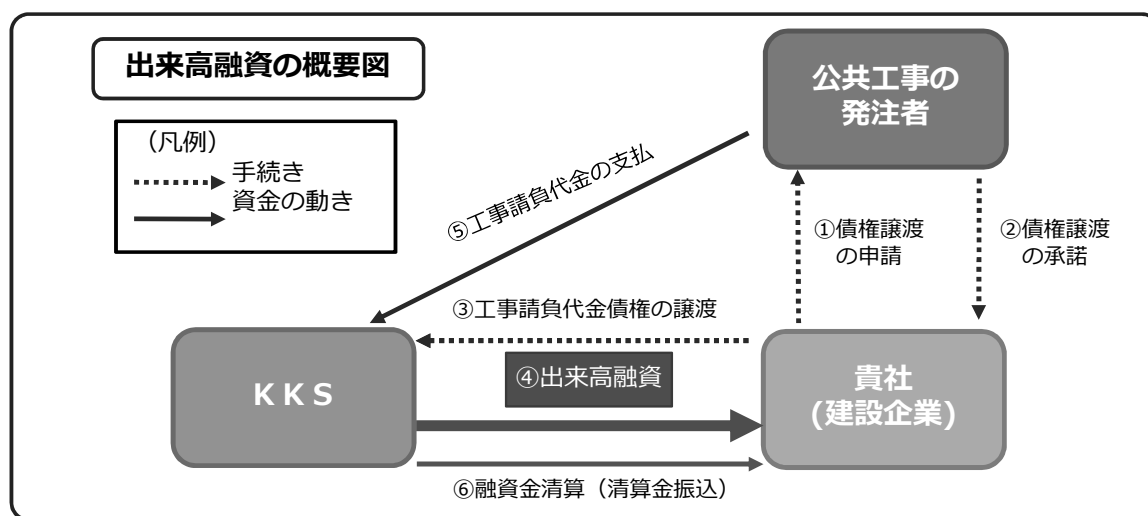 出来高融資の概要図
(凡例)
手続き
資金の動き
公共工事の
発注者
⑤工事請負代金の支払
①債権譲渡
の申請
②債権譲渡
の承諾
③工事請負代金債権の譲渡
④出来高融資
KKS
貴社
(建設企業)
⑥融資金清算（清算金振込）